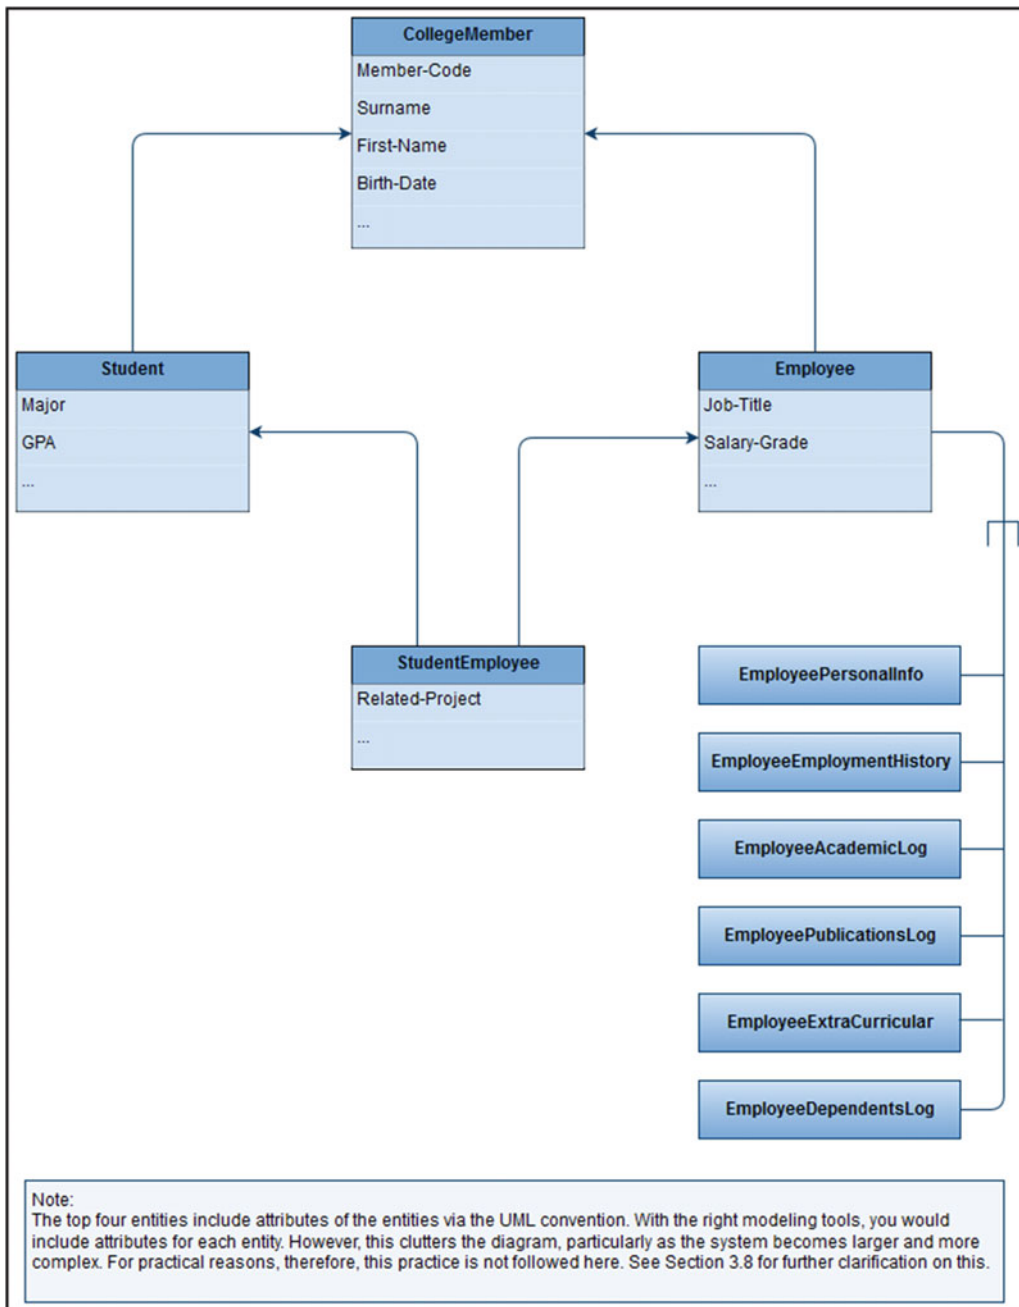 CollegeMember
Member-Code
Surname
First-Name
Birth-Date
...
Student
Major
GPA
...
Employee
Job-Title
Salary-Grade
...
StudentEmployee
Related-Project
...
EmployeePersonalInfo
EmployeeEmploymentHistory
EmployeeAcademicLog
EmployeePublicationsLog
EmployeeExtraCurricular
EmployeeDependentsLog
Note:
The top four entities include attributes of the entities via the UML convention. With the right modeling tools, you would
include attributes for each entity. However, this clutters the diagram, particularly as the system becomes larger and more
complex. For practical reasons, therefore, this practice is not followed here. See Section 3.8 for further clarification on this.